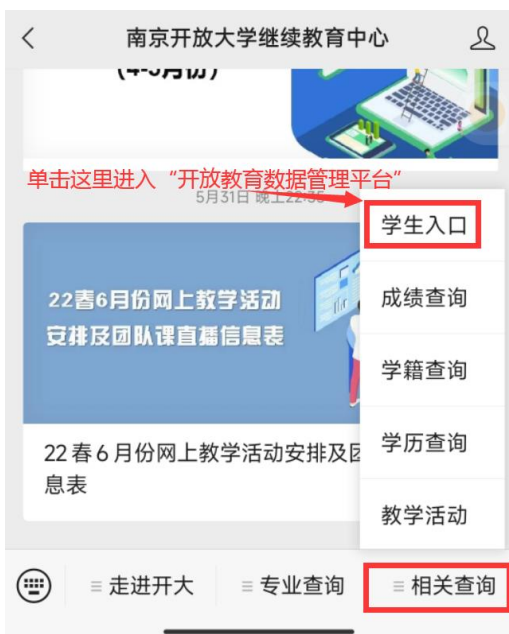 南京开放大学继续教育中心
(4-5月份)
单击这里进入“开放教育数据管理平台”
5月31日 晚上22:35
学生入口
22春6月份网上教学活动
安排及团队课直播信息表
成绩查询
学籍查询
22春6月份网上教学活动安排及团
息表
学历查询
教学活动
走进开大
专业查询
相关查询